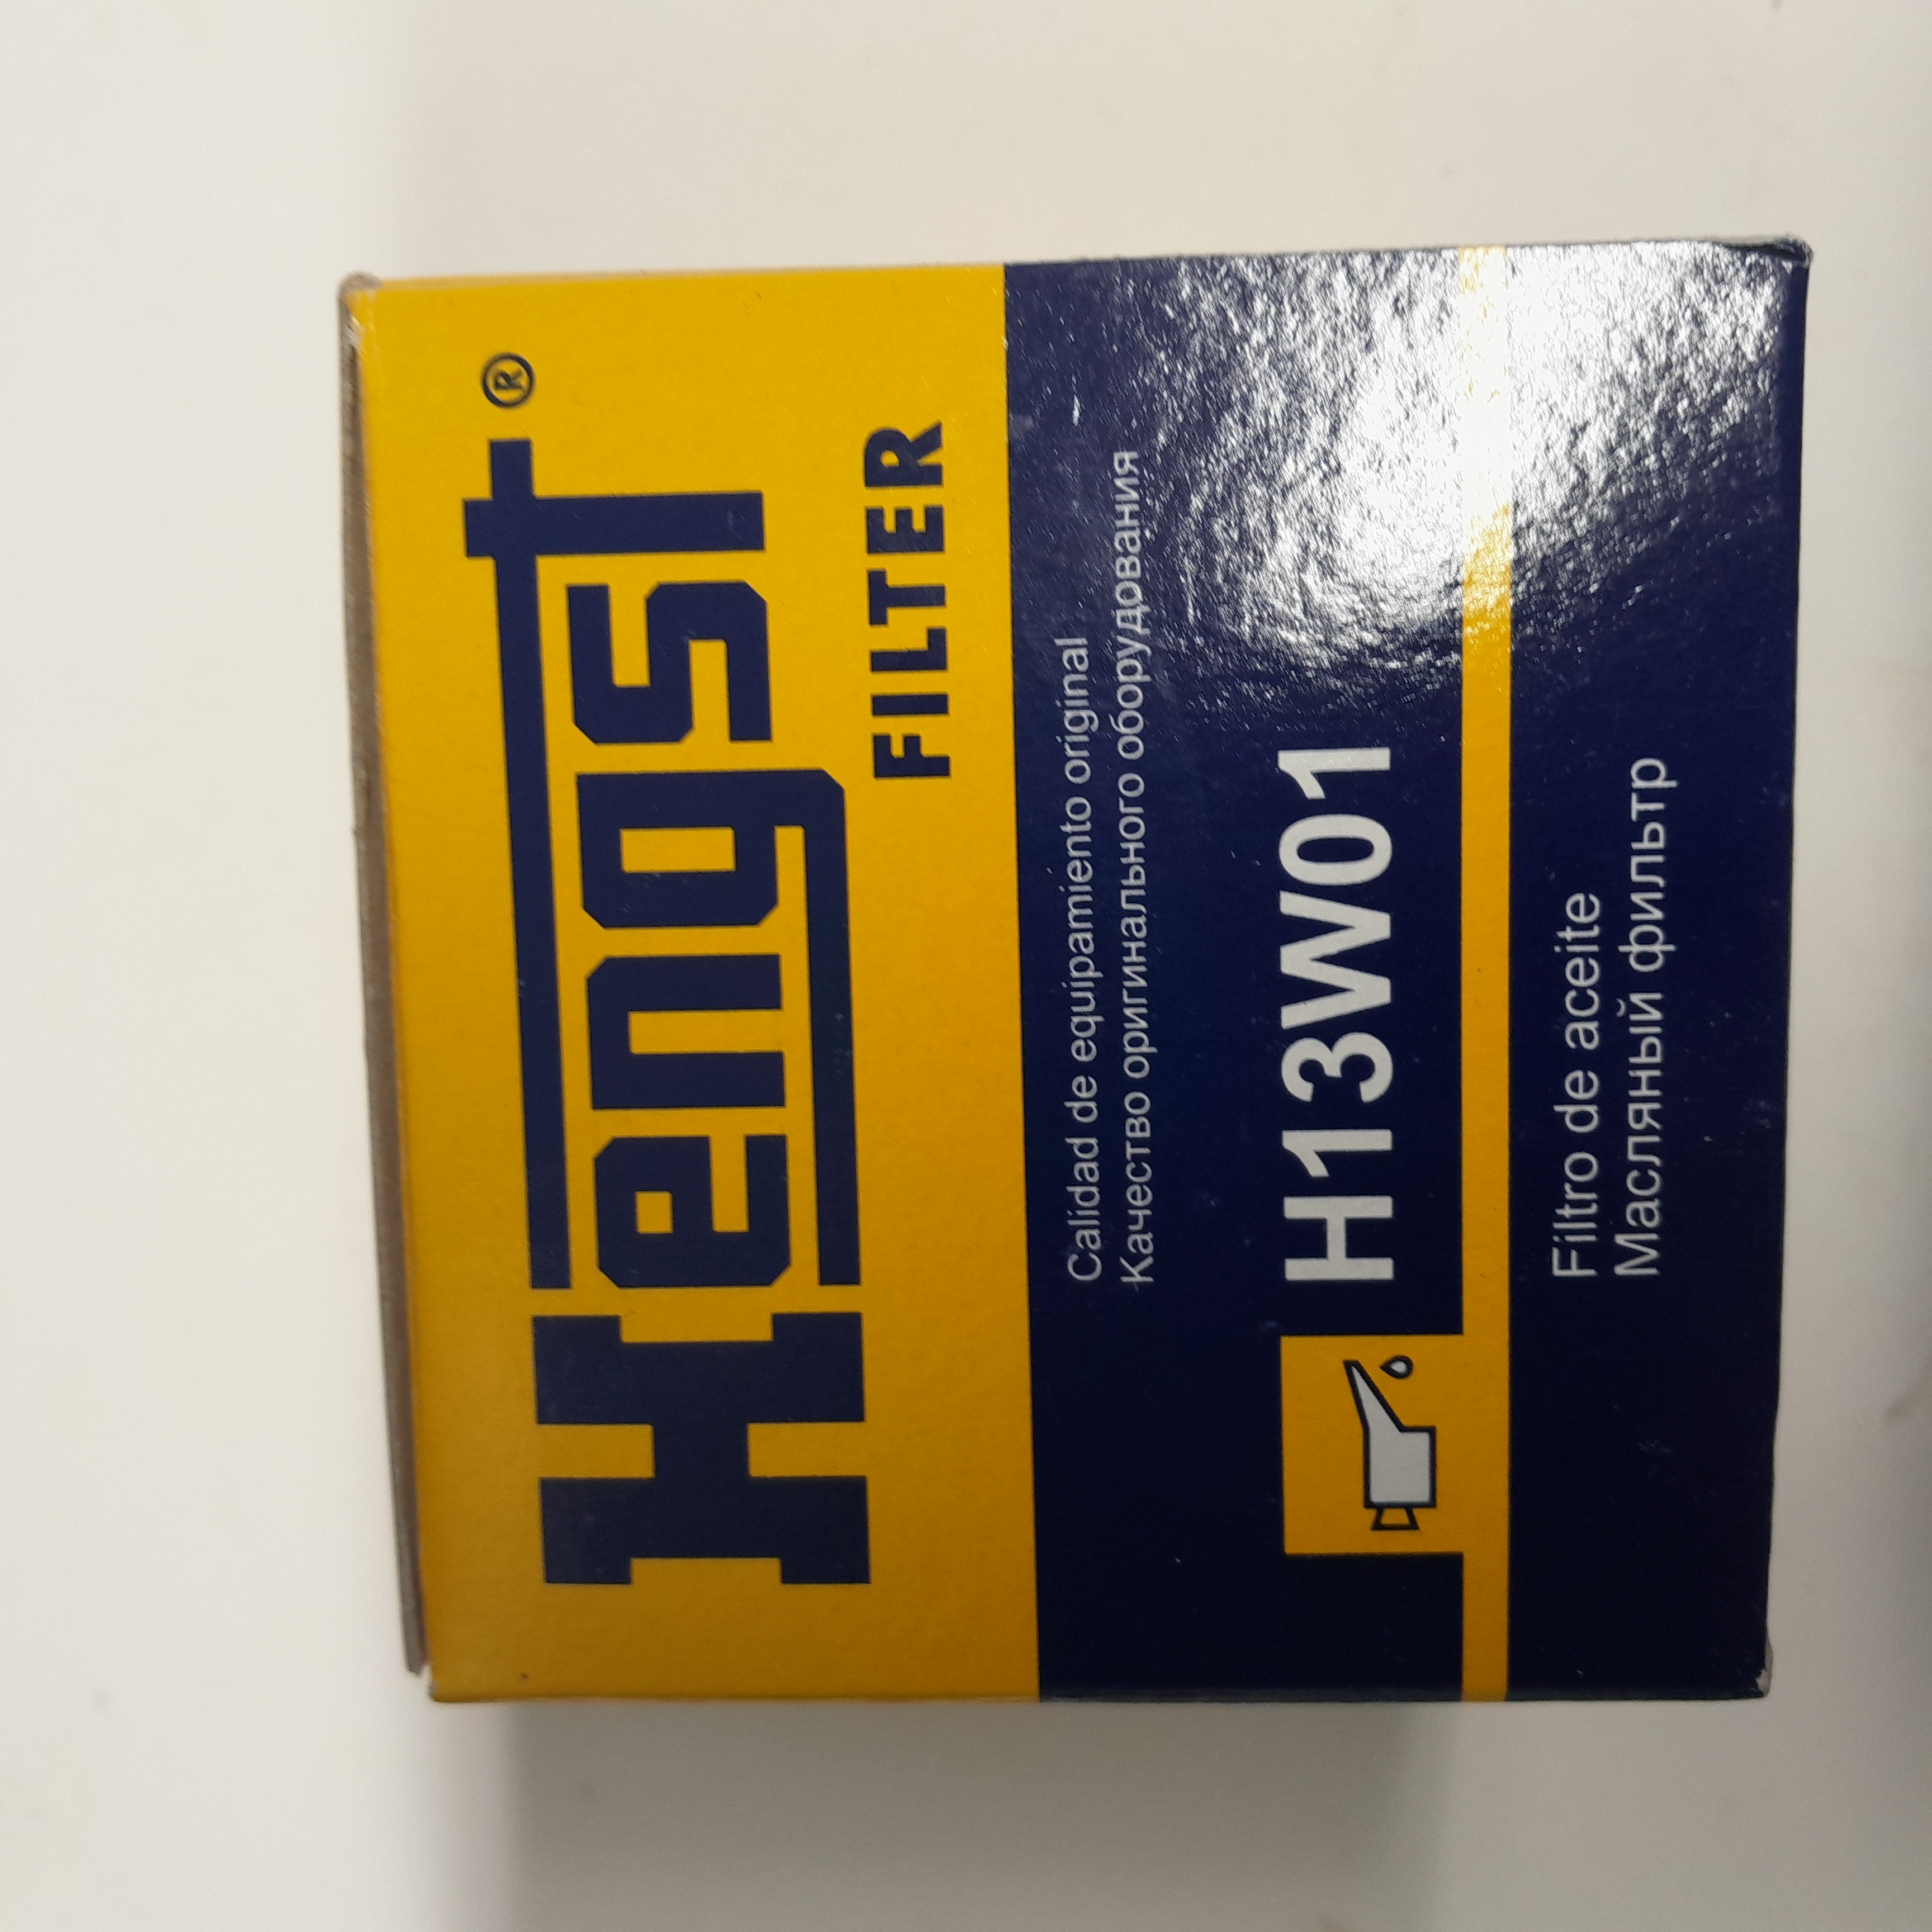 Hengst®
FILTER
Calidad de equipamiento original
Качество оригинального оборудования
H13W01
Filtro de aceite
Масляный фильтр